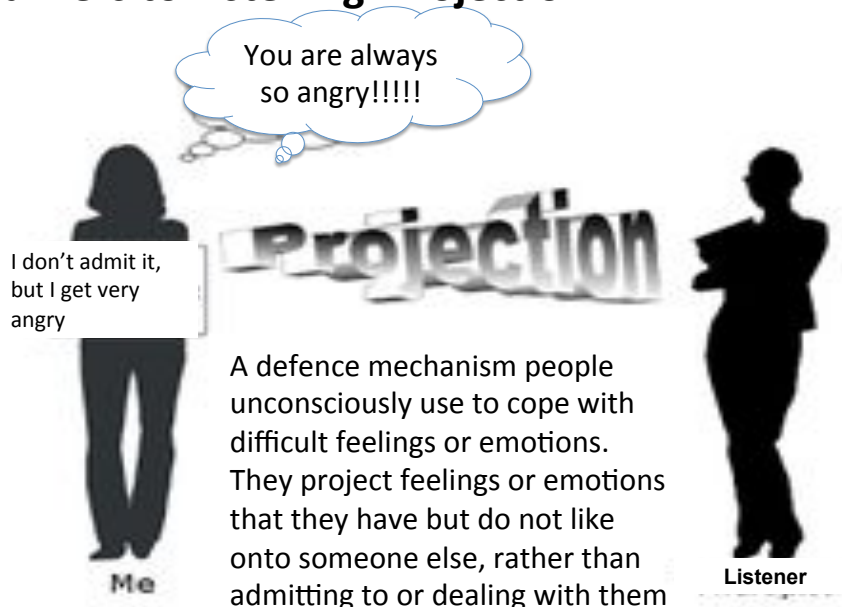 You are always
so angry!!!!!
Projection
I don’t admit it,
but I get very
angry
A defence mechanism people
unconsciously use to cope with
difficult feelings or emotions.
They project feelings or emotions
that they have but do not like
onto someone else, rather than
admitting to or dealing with them
Me
Listener